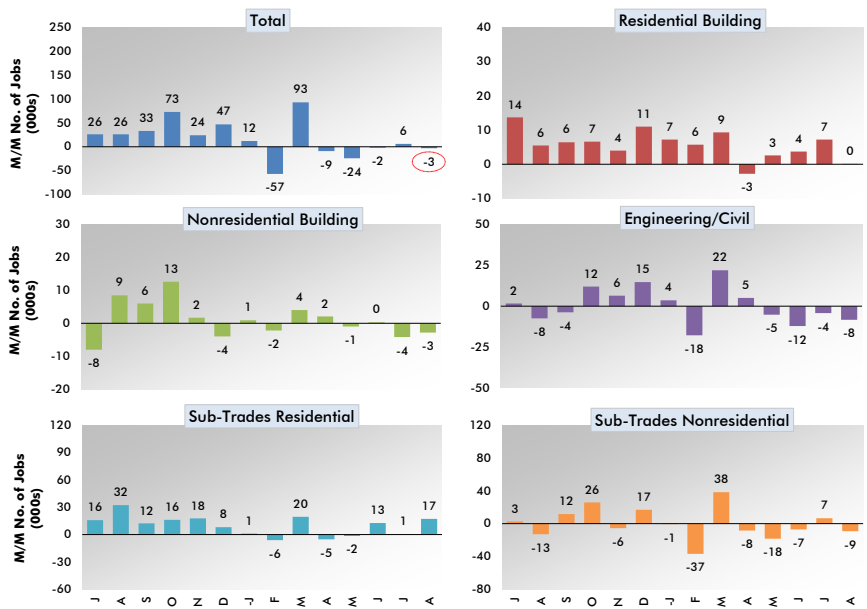 Total
M/M No. of Jobs
(000s)
250
200
150
100
50
0
-50
-100
26 26 33 73 24 47 12 -57 93 -9 -24 -2 6 -3
Residential Building
40
30
20
10
0
-10
14 6 6 7 4 11 7 6 9 -3 3 4 7 0
Nonresidential Building
M/M No. of Jobs
(000s)
30
20
10
0
-10
-20
-8 9 6 13 2 -4 1 -2 4 2 -1 0 -4 -3
Engineering/Civil
50
25
0
-25
-50
2 -8 -4 12 6 15 4 -18 22 5 -5 -12 -4 -8
Sub-Trades Residential
M/M No. of Jobs
(000s)
120
90
60
30
0
-30
-60
16 32 12 16 18 8 1 -6 20 -5 -2 13 1 17
J A S O N D -J F M A M J J A
Sub-Trades Nonresidential
120
80
40
0
-40
-80
3 -13 12 26 -6 17 -1 -37 38 -8 -18 -7 7 -9
J A S O N D -J F M A M J J A